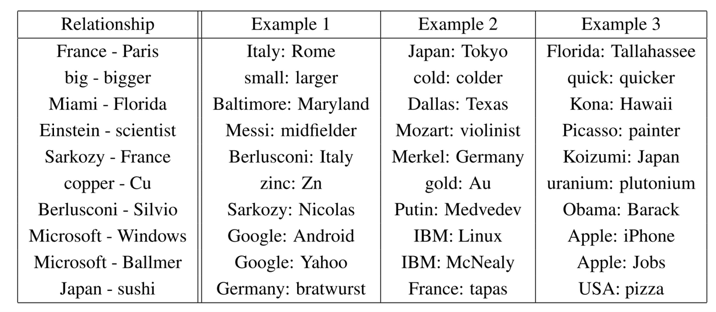 Relationship Example 1 Example 2 Example 3
France - Paris Italy: Rome Japan: Tokyo Florida: Tallahassee
big - bigger small: larger cold: colder quick: quicker
Miami - Florida Baltimore: Maryland Dallas: Texas Kona: Hawaii
Einstein - scientist Messi: midfielder Mozart: violinist Picasso: painter
Sarkozy - France Berlusconi: Italy Merkel: Germany Koizumi: Japan
copper - Cu zinc: Zn gold: Au uranium: plutonium
Berlusconi - Silvio Sarkozy: Nicolas Putin: Medvedev Obama: Barack
Microsoft - Windows Google: Android IBM: Linux Apple: iPhone
Microsoft - Ballmer Google: Yahoo IBM: McNealy Apple: Jobs
Japan - sushi Germany: bratwurst France: tapas USA: pizza